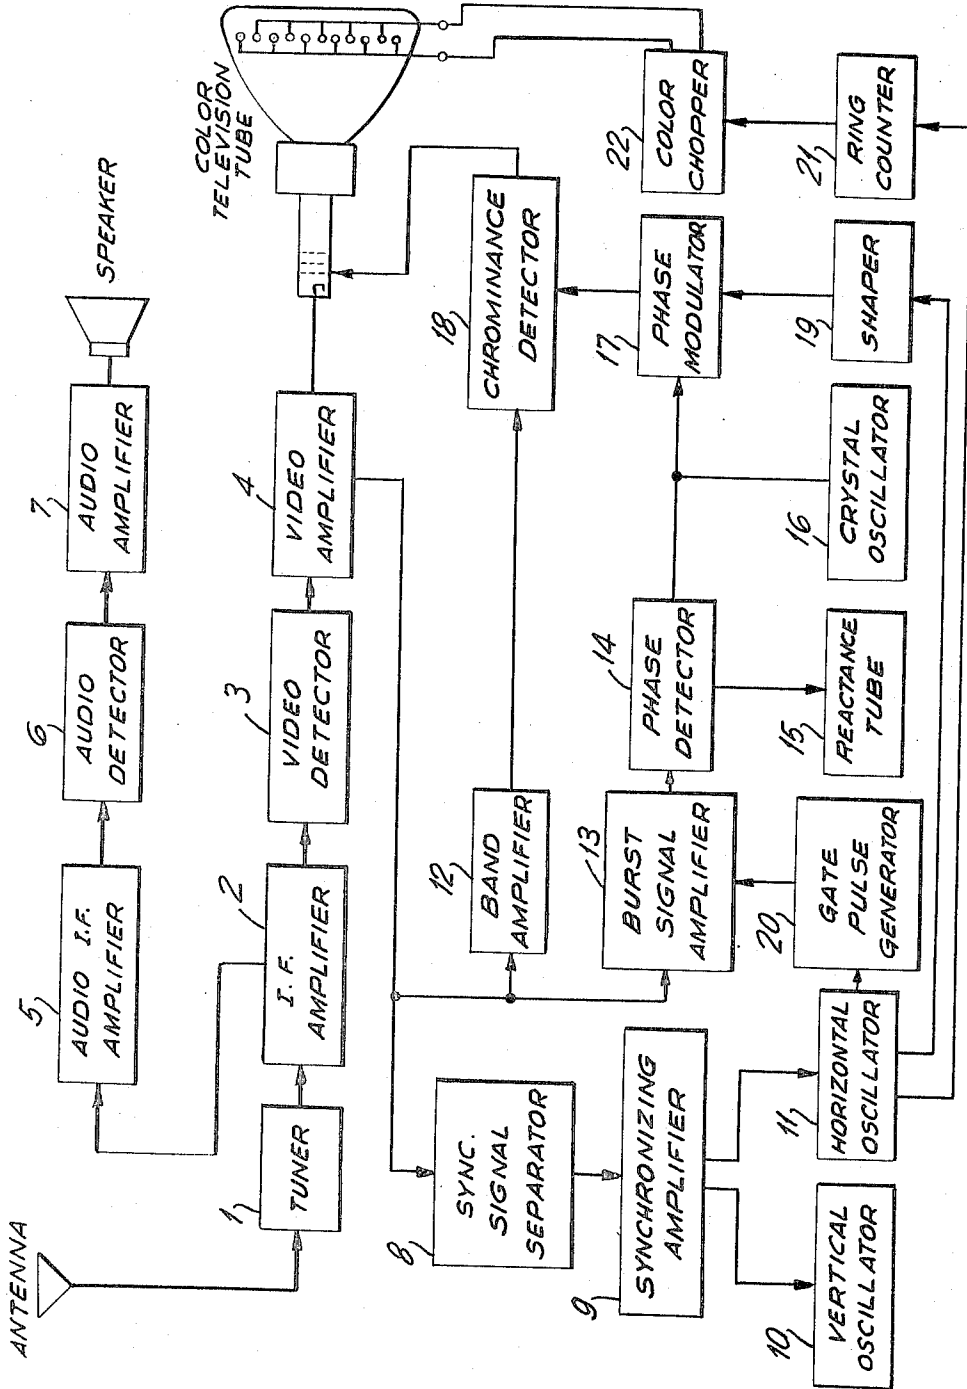 ANTENNA
1
TUNER
2
I.F.
AMPLIFIER
3
VIDEO
DETECTOR
4
VIDEO
AMPLIFIER
COLOR
TELEVISION
TUBE
5
AUDIO I.F.
AMPLIFIER
6
AUDIO
DETECTOR
7
AUDIO
AMPLIFIER
SPEAKER
8
SYNC.
SIGNAL
SEPARATOR
9
SYNCHRONIZING
AMPLIFIER
10
VERTICAL
OSCILLATOR
11
HORIZONTAL
OSCILLATOR
12
BAND
AMPLIFIER
13
BURST
SIGNAL
AMPLIFIER
20
GATE
PULSE
GENERATOR
14
PHASE
DETECTOR
15
REACTANCE
TUBE
16
CRYSTAL
OSCILLATOR
18
CHROMINANCE
DETECTOR
17
PHASE
MODULATOR
19
SHAPER
22
COLOR
CHOPPER
21
RING
COUNTER